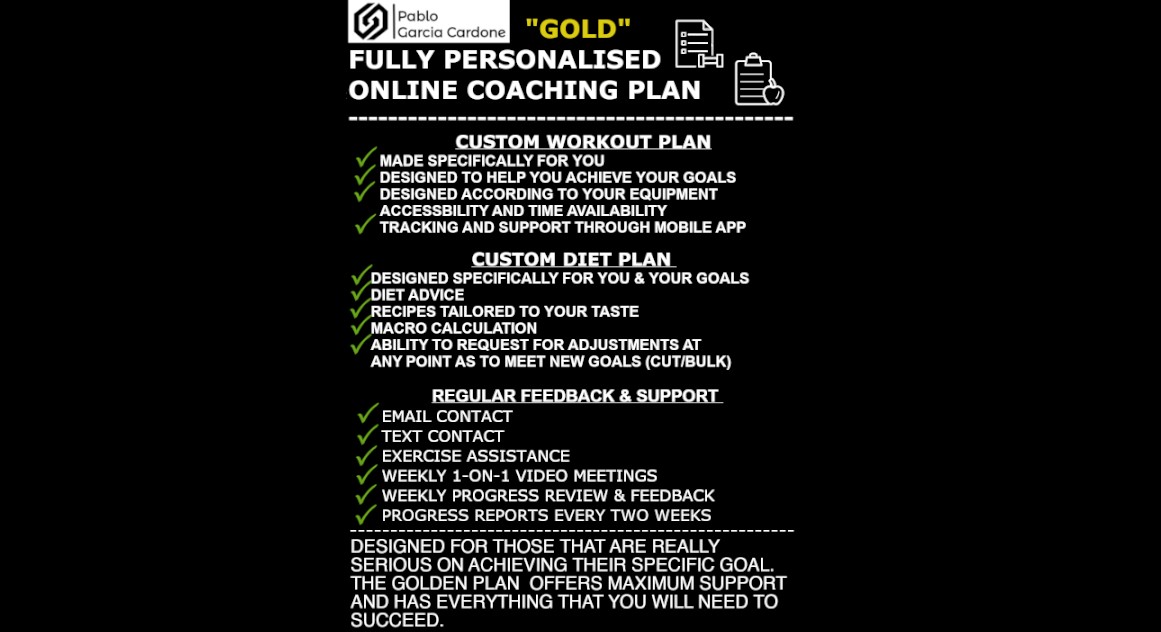 Pablo
Garcia Cardone
"GOLD"
FULLY PERSONALISED
ONLINE COACHING PLAN
CUSTOM WORKOUT PLAN
MADE SPECIFICALLY FOR YOU
DESIGNED TO HELP YOU ACHIEVE YOUR GOALS
DESIGNED ACCORDING TO YOUR EQUIPMENT
ACCESSBILITY AND TIME AVAILABILITY
TRACKING AND SUPPORT THROUGH MOBILE APP
CUSTOM DIET PLAN
DESIGNED SPECIFICALLY FOR YOU & YOUR GOALS
DIET ADVICE
RECIPES TAILORED TO YOUR TASTE
MACRO CALCULATION
ABILITY TO REQUEST FOR ADJUSTMENTS AT
ANY POINT AS TO MEET NEW GOALS (CUT/BULK)
REGULAR FEEDBACK & SUPPORT
EMAIL CONTACT
TEXT CONTACT
EXERCISE ASSISTANCE
WEEKLY 1-ON-1 VIDEO MEETINGS
WEEKLY PROGRESS REVIEW & FEEDBACK
PROGRESS REPORTS EVERY TWO WEEKS
DESIGNED FOR THOSE THAT ARE REALLY
SERIOUS ON ACHIEVING THEIR SPECIFIC GOAL.
THE GOLDEN PLAN OFFERS MAXIMUM SUPPORT
AND HAS EVERYTHING THAT YOU WILL NEED TO
SUCCEED.